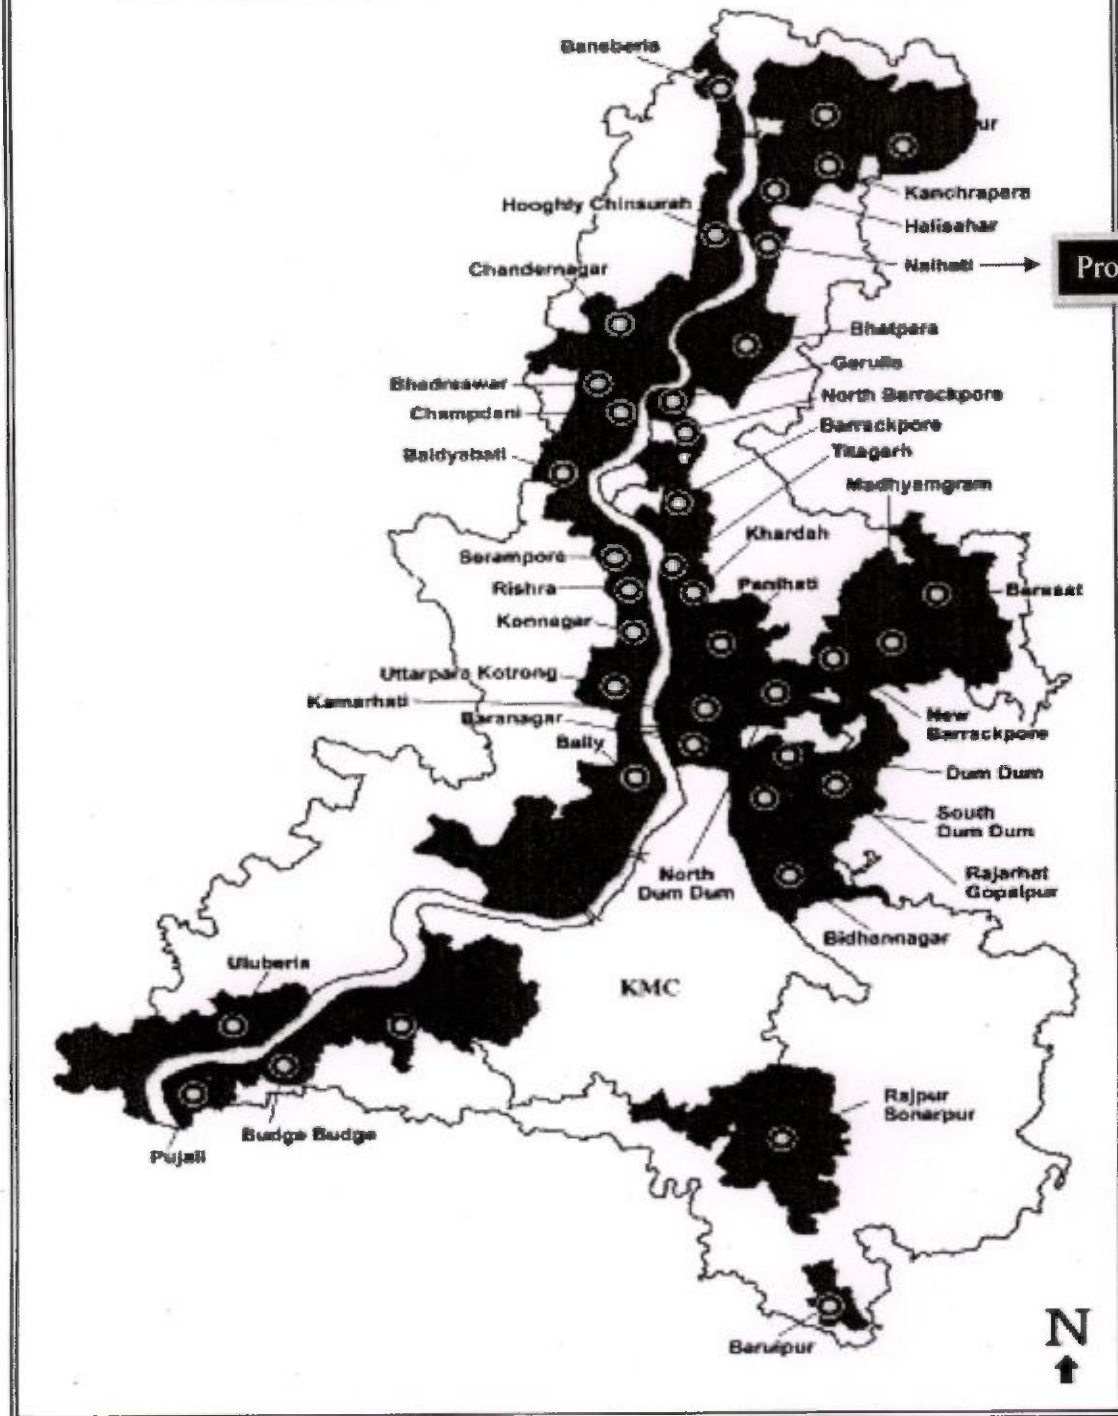 Bansberia
ur
Kanchrapara
Hooghly Chinsurah
Halisahar
Chandernagar
Naihati
Pro
Bhatpara
Garulia
Bhadreswar
North Barrackpore
Champdani
Barrackpore
Baidyabati
Titagarh
Madhyamgram
Khardah
Serampore
Panihati
Rishra
Barasat
Konnagar
Uttarpara Kotrong
Kamarhati
Baranagar
New
Barrackpore
Bally
Dum Dum
South
Dum Dum
North
Dum Dum
Rajarhat
Gopalpur
Bidhannagar
Uluberia
KMC
Rajpur
Sonarpur
Budge Budge
Pujali
N
Baruipur